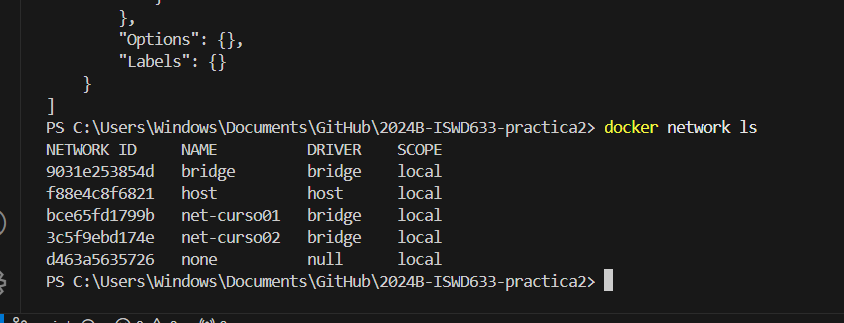 },
"Options": {},
"Labels": {}
}
]
PS C:\Users\Windows\Documents\GitHub\2024B-ISWD633-practica2> docker network ls
NETWORK ID     NAME          DRIVER    SCOPE
9031e253854d   bridge        bridge    local
f88e4c8f6821   host          host      local
bce65fd1799b   net-curso01   bridge    local
3c5f9ebd174e   net-curso02   bridge    local
d463a5635726   none          null      local
PS C:\Users\Windows\Documents\GitHub\2024B-ISWD633-practica2>